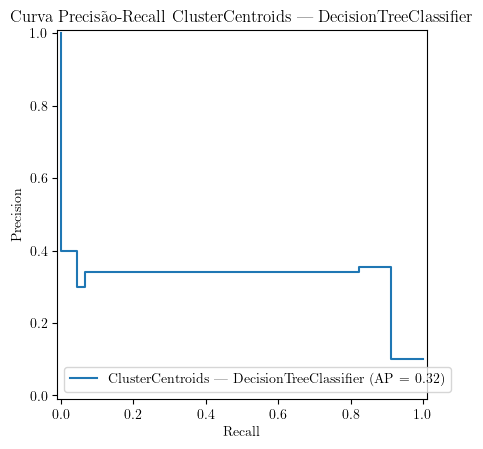 Curva Precisão-Recall ClusterCentroids — DecisionTreeClassifier
1.0
0.8
0.6
0.4
0.2
0.0
Precision
ClusterCentroids — DecisionTreeClassifier (AP = 0.32)
0.0 0.2 0.4 0.6 0.8 1.0
Recall